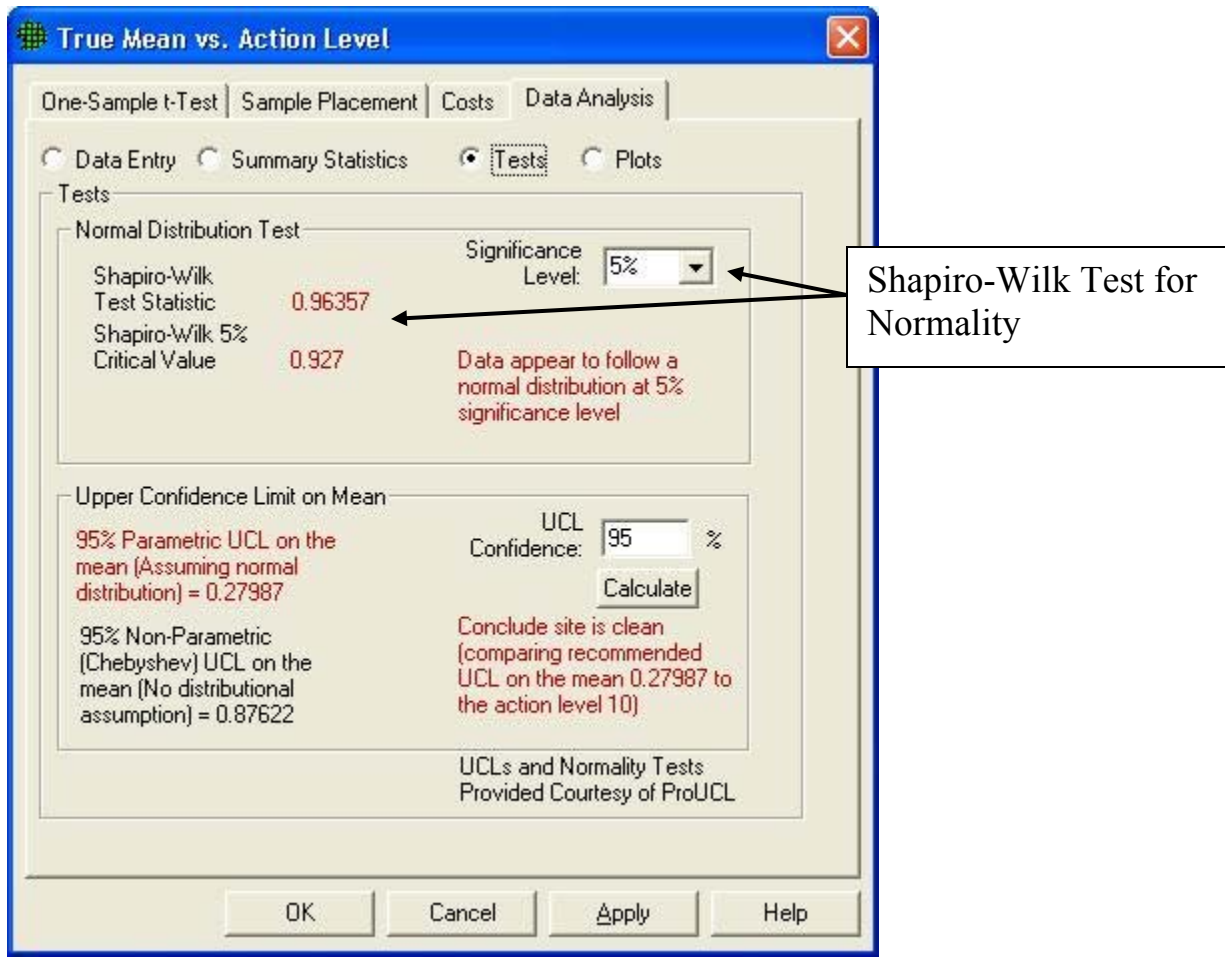 True Mean vs. Action Level
One-Sample t-Test
Sample Placement
Costs
Data Analysis
Data Entry
Summary Statistics
Tests
Plots
Tests
Normal Distribution Test
Shapiro-Wilk
Test Statistic 0.96357
Shapiro-Wilk 5%
Critical Value 0.927
Significance
Level:
5%
Data appear to follow a
normal distribution at 5%
significance level
Shapiro-Wilk Test for
Normality
Upper Confidence Limit on Mean
95% Parametric UCL on the
mean (Assuming normal
distribution) = 0.27987
95% Non-Parametric
(Chebyshev) UCL on the
mean (No distributional
assumption) = 0.87622
UCL
Confidence:
95 %
Calculate
Conclude site is clean
(comparing recommended
UCL on the mean 0.27987 to
the action level 10)
UCLs and Normality Tests
Provided Courtesy of ProUCL
OK
Cancel
Apply
Help